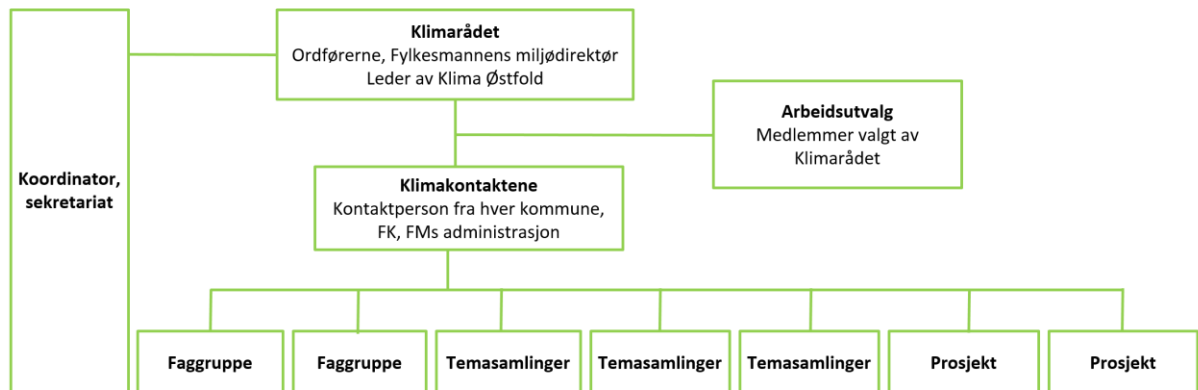 Klimarådet
Ordførerne, Fylkesmannens miljødirektør
Leder av Klima Østfold
Arbeidsutvalg
Medlemmer valgt av
Klimarådet
Koordinator,
sekretariat
Klimakontaktene
Kontaktperson fra hver kommune,
FK, FMs administrasjon
Faggruppe
Faggruppe
Temasamlinger
Temasamlinger
Temasamlinger
Prosjekt
Prosjekt